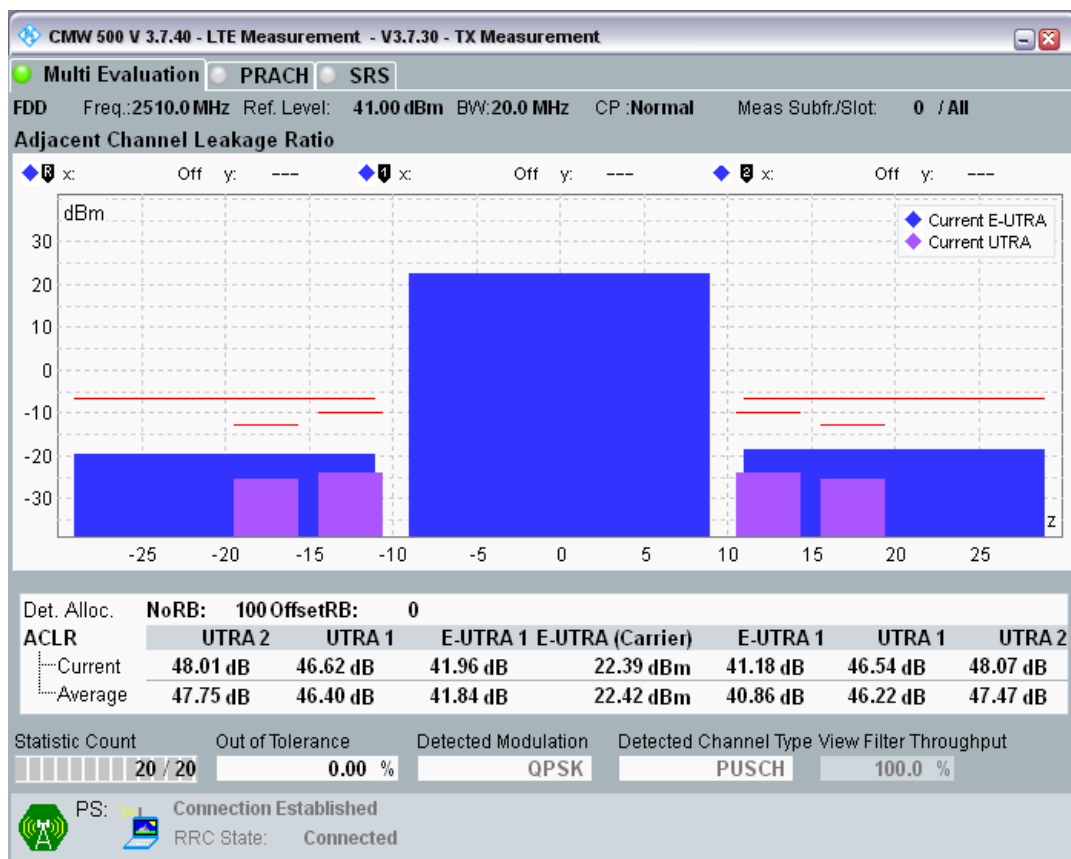 CMW 500 V 3.7.40 - LTE Measurement - V3.7.30 - TX Measurement
Multi Evaluation PRACH SRS
FDD Freq.:2510.0 MHz Ref. Level: 41.00 dBm BW:20.0 MHz CP :Normal Meas Subfr./Slot: 0 / All
Adjacent Channel Leakage Ratio
R x: Off y: --- 1 x: Off y: --- 2 x: Off y: ---
dBm
Current E-UTRA
Current UTRA
30
20
10
0
-10
-20
-30
z
-25 -20 -15 -10 -5 0 5 10 15 20 25
Det. Alloc. NoRB: 100 OffsetRB: 0
ACLR UTRA 2 UTRA 1 E-UTRA 1 E-UTRA (Carrier) E-UTRA 1 UTRA 1 UTRA 2
Current 48.01 dB 46.62 dB 41.96 dB 22.39 dBm 41.18 dB 46.54 dB 48.07 dB
Average 47.75 dB 46.40 dB 41.84 dB 22.42 dBm 40.86 dB 46.22 dB 47.47 dB
Statistic Count Out of Tolerance Detected Modulation Detected Channel Type View Filter Throughput
20 / 20 0.00 % QPSK PUSCH 100.0 %
PS: Connection Established
RRC State: Connected